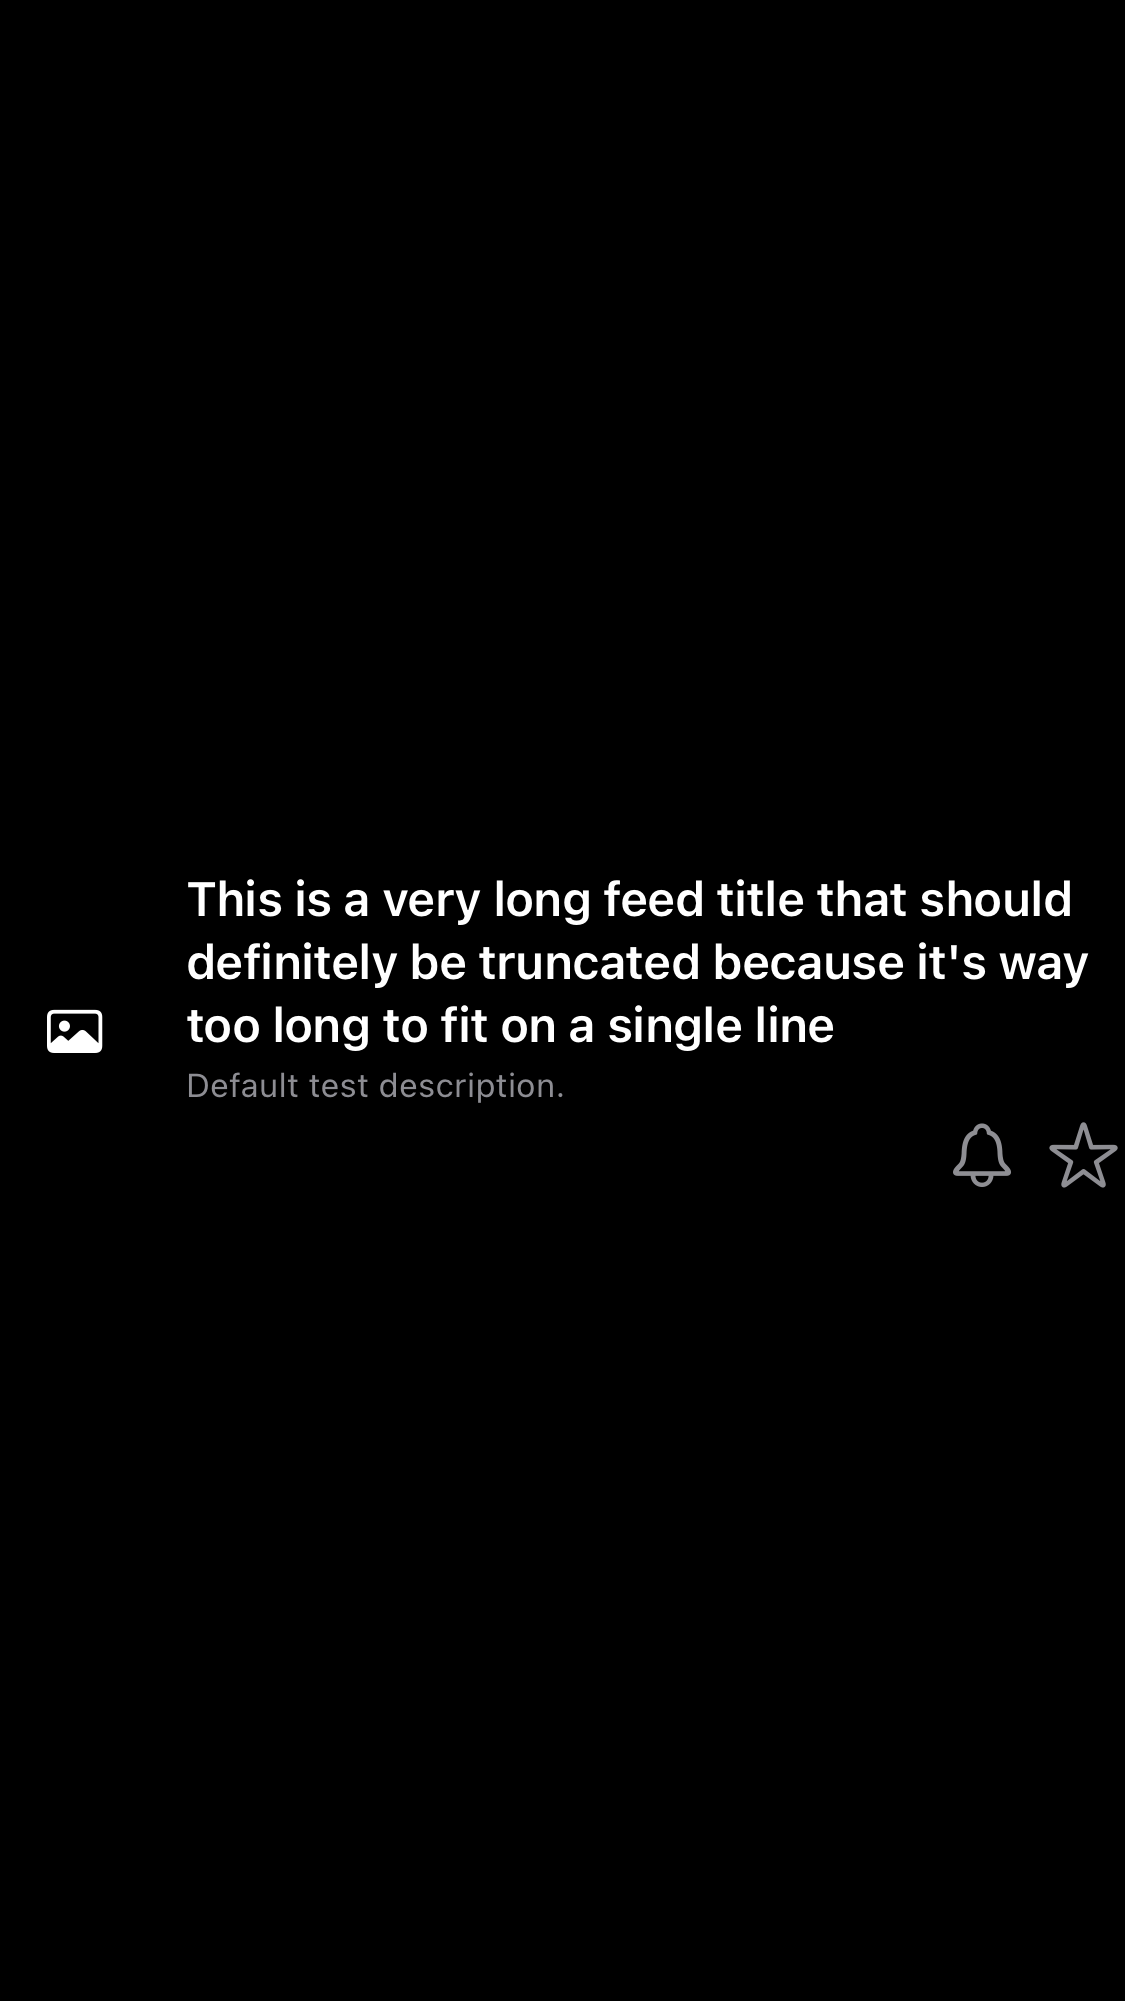 This is a very long feed title that should
definitely be truncated because it's way
too long to fit on a single line
Default test description.